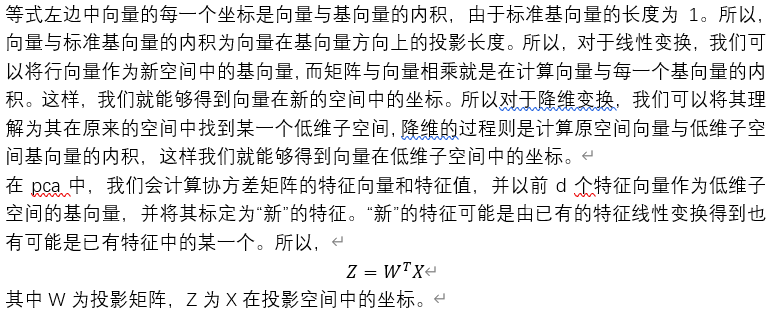 等式左边中向量的每一个坐标是向量与基向量的内积，由于标准基向量的长度为 1。所以，
向量与标准基向量的内积为向量在基向量方向上的投影长度。所以，对于线性变换，我们可
以将行向量作为新空间中的基向量，而矩阵与向量相乘就是在计算向量与每一个基向量的内
积。这样，我们就能够得到向量在新的空间中的坐标。所以对于降维变换，我们可以将其理
解为其在原来的空间中找到某一个低维子空间，降维的过程则是计算原空间向量与低维子空
间基向量的内积，这样我们就能够得到向量在低维子空间中的坐标。
在 pca 中，我们会计算协方差矩阵的特征向量和特征值，并以前 d 个特征向量作为低维子
空间的基向量，并将其标定为“新”的特征。“新”的特征可能是由已有的特征线性变换得到也
有可能是已有特征中的某一个。所以，
Z = WᵀX
其中 W 为投影矩阵，Z 为 X 在投影空间中的坐标。